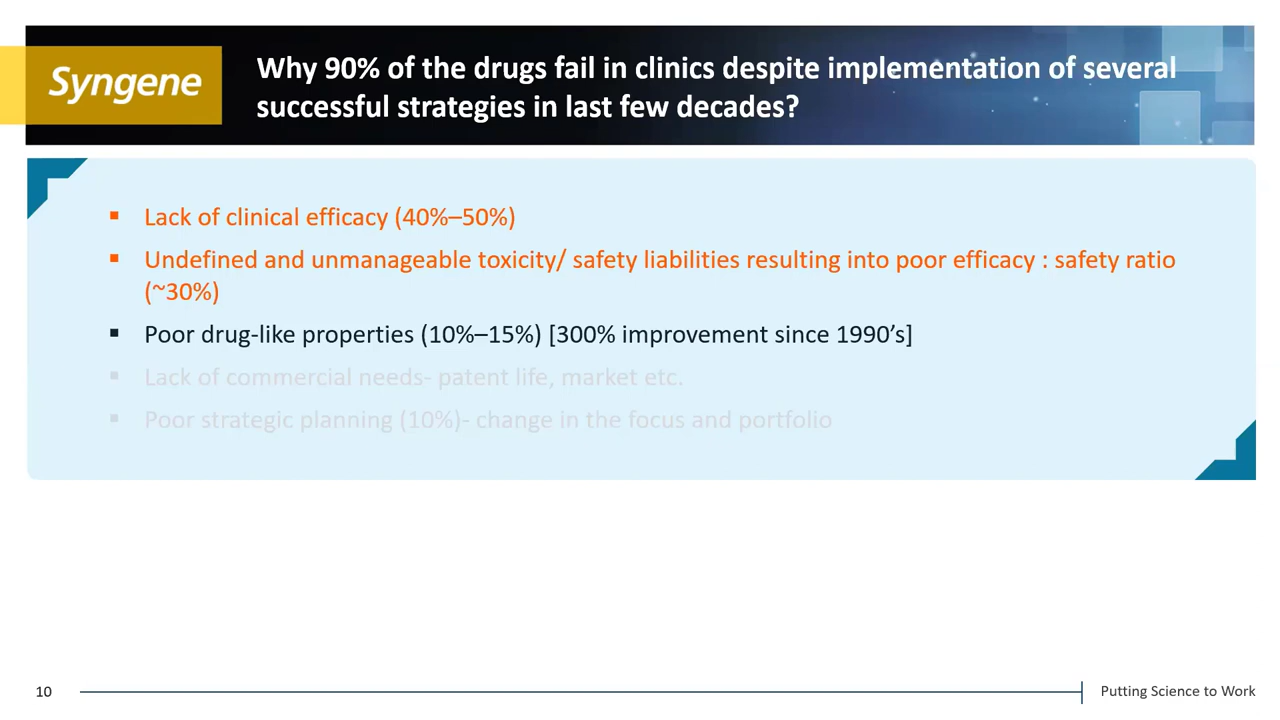 Syngene
Why 90% of the drugs fail in clinics despite implementation of several
successful strategies in last few decades?
▪ Lack of clinical efficacy (40%–50%)
▪ Undefined and unmanageable toxicity/ safety liabilities resulting into poor efficacy : safety ratio
(~30%)
▪ Poor drug-like properties (10%–15%) [300% improvement since 1990’s]
▪ Lack of commercial needs- patent life, market etc.
▪ Poor strategic planning (10%)- change in the focus and portfolio
10
Putting Science to Work